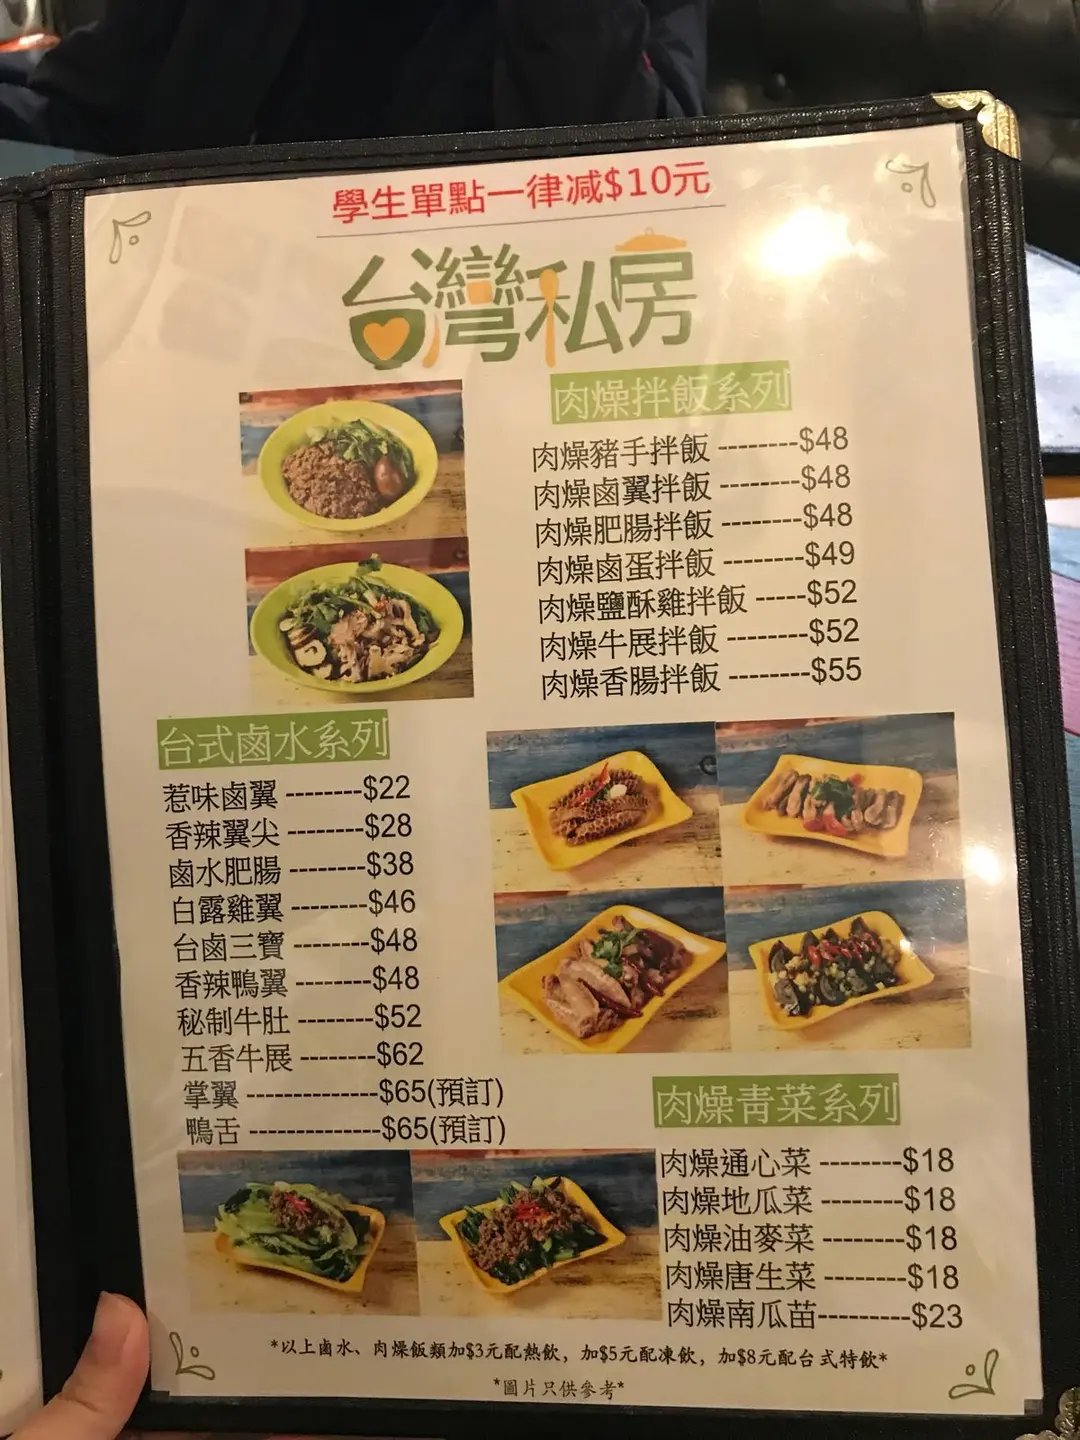 學生單點一律减$10元
台灣私房
肉燥拌飯系列
肉燥豬手拌飯 --------$48
肉燥鹵翼拌飯 --------$48
肉燥肥腸拌飯 --------$48
肉燥鹵蛋拌飯 --------$49
肉燥鹽酥雞拌飯 -----$52
肉燥牛展拌飯 --------$52
肉燥香腸拌飯 --------$55
台式鹵水系列
惹味鹵翼 --------$22
香辣翼尖 --------$28
鹵水肥腸 --------$38
白露雞翼 --------$46
台鹵三寶 --------$48
香辣鴨翼 --------$48
秘制牛肚 --------$52
五香牛展 --------$62
掌翼 --------------$65(預訂)
鴨舌 --------------$65(預訂)
肉燥青菜系列
肉燥通心菜 --------$18
肉燥地瓜菜 --------$18
肉燥油麥菜 --------$18
肉燥唐生菜 --------$18
肉燥南瓜苗---------$23
*以上鹵水、肉燥飯類加$3元配熱飲，加$5元配凍飲，加$8元配台式特飲*
*圖片只供參考*